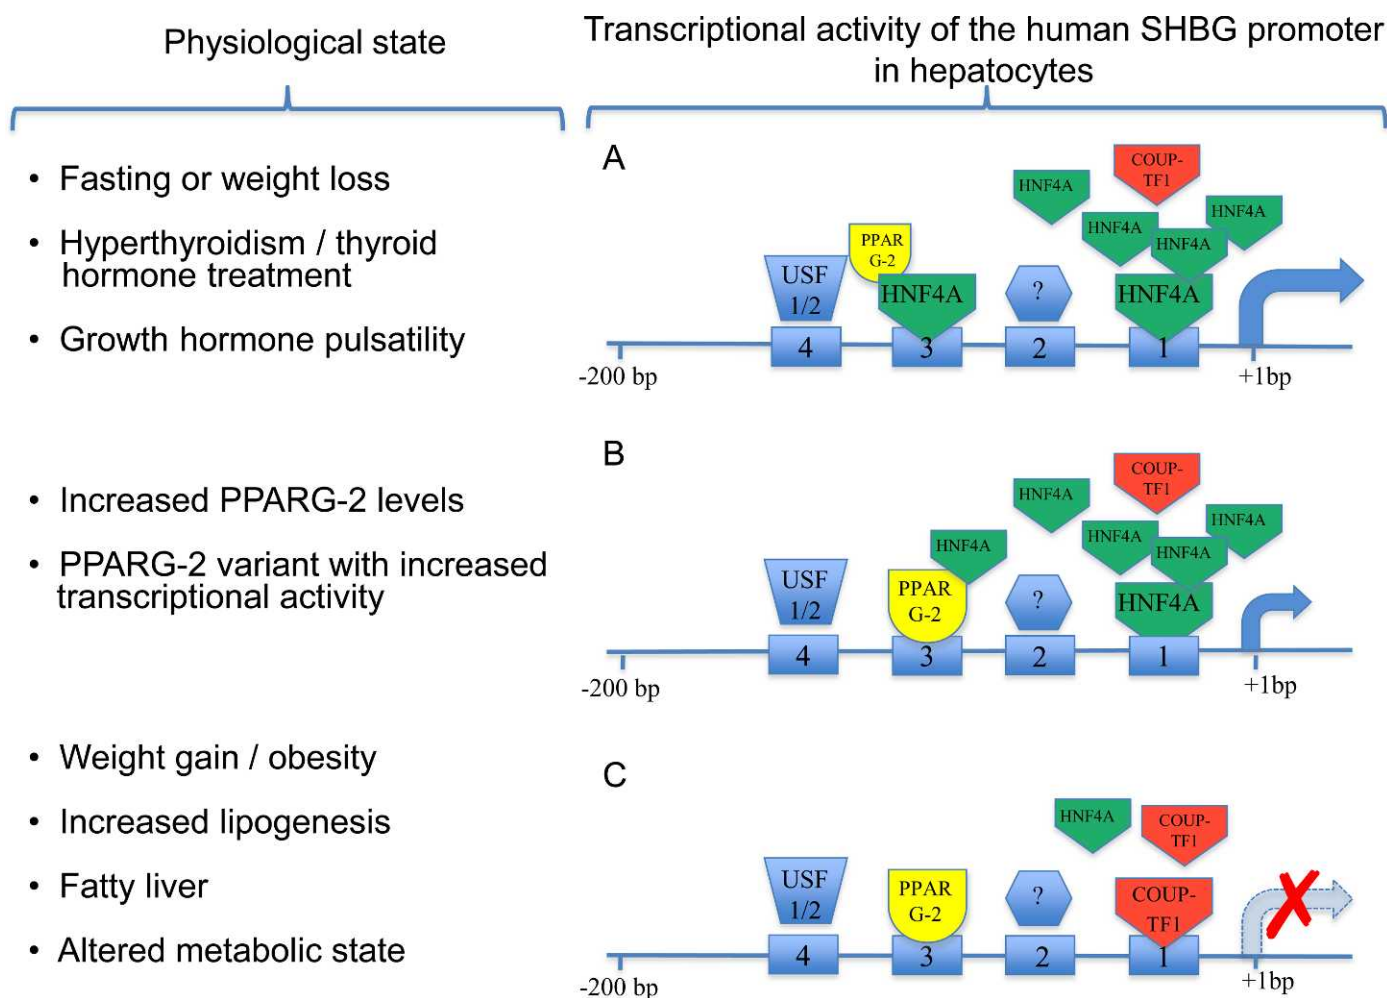 Physiological state
Transcriptional activity of the human SHBG promoter
in hepatocytes
• Fasting or weight loss
• Hyperthyroidism / thyroid
hormone treatment
• Growth hormone pulsatility
A
COUP-
TF1
HNF4A
HNF4A
HNF4A
HNF4A
PPAR
G-2
USF
1/2
HNF4A
?
HNF4A
4
3
2
1
-200 bp
+1bp
• Increased PPARG-2 levels
• PPARG-2 variant with increased
transcriptional activity
B
COUP-
TF1
HNF4A
HNF4A
HNF4A
HNF4A
HNF4A
USF
1/2
PPAR
G-2
?
HNF4A
4
3
2
1
-200 bp
+1bp
• Weight gain / obesity
• Increased lipogenesis
• Fatty liver
• Altered metabolic state
C
HNF4A
COUP-
TF1
USF
1/2
PPAR
G-2
?
COUP-
TF1
4
3
2
1
-200 bp
+1bp